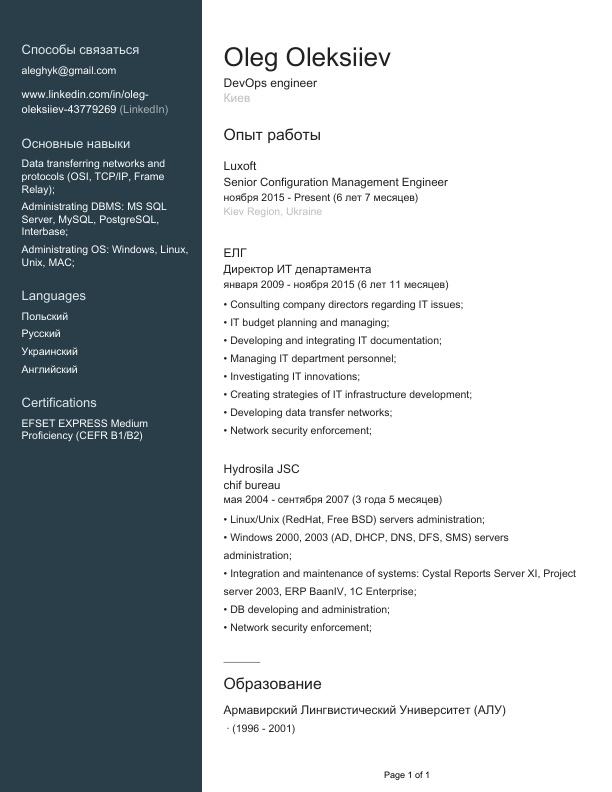 Способы связаться
aleghyk@gmail.com
www.linkedin.com/in/oleg-
oleksiiev-43779269 (LinkedIn)
Основные навыки
Data transferring networks and
protocols (OSI, TCP/IP, Frame
Relay);
Administrating DBMS: MS SQL
Server, MySQL, PostgreSQL,
Interbase;
Administrating OS: Windows, Linux,
Unix, MAC;
Languages
Польский
Русский
Украинский
Английский
Certifications
EFSET EXPRESS Medium
Proficiency (CEFR B1/B2)
Oleg Oleksiiev
DevOps engineer
Киев
Опыт работы
Luxoft
Senior Configuration Management Engineer
ноября 2015 - Present (6 лет 7 месяцев)
Kiev Region, Ukraine
ЕЛГ
Директор ИТ департамента
января 2009 - ноября 2015 (6 лет 11 месяцев)
• Consulting company directors regarding IT issues;
• IT budget planning and managing;
• Developing and integrating IT documentation;
• Managing IT department personnel;
• Investigating IT innovations;
• Creating strategies of IT infrastructure development;
• Developing data transfer networks;
• Network security enforcement;
Hydrosila JSC
chif bureau
мая 2004 - сентября 2007 (3 года 5 месяцев)
• Linux/Unix (RedHat, Free BSD) servers administration;
• Windows 2000, 2003 (AD, DHCP, DNS, DFS, SMS) servers
administration;
• Integration and maintenance of systems: Cystal Reports Server XI, Project
server 2003, ERP BaanIV, 1C Enterprise;
• DB developing and administration;
• Network security enforcement;
Образование
Армавирский Лингвистический Университет (АЛУ)
· (1996 - 2001)
Page 1 of 1